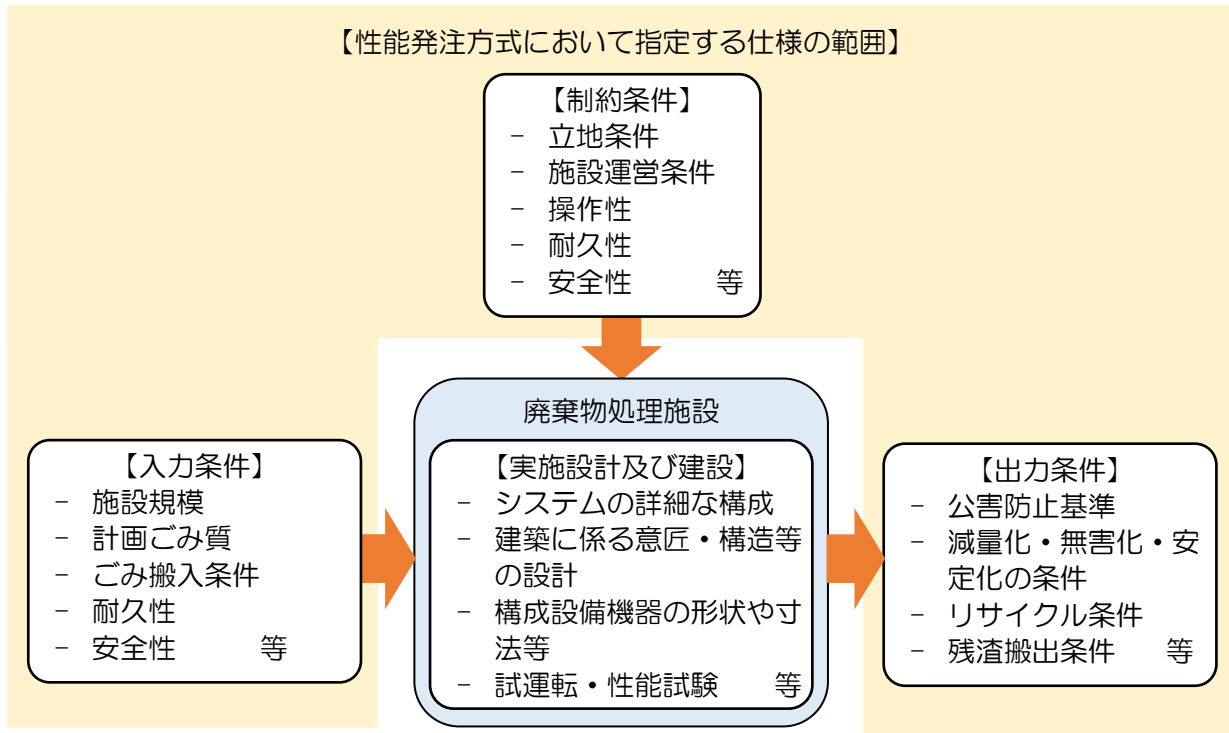 【性能発注方式において指定する仕様の範囲】
【制約条件】
- 立地条件
- 施設運営条件
- 操作性
- 耐久性
- 安全性 等
廃棄物処理施設
【入力条件】
- 施設規模
- 計画ごみ質
- ごみ搬入条件
- 耐久性
- 安全性 等
【実施設計及び建設】
- システムの詳細な構成
- 建築に係る意匠・構造等
の設計
- 構成設備機器の形状や寸
法等
- 試運転・性能試験 等
【出力条件】
- 公害防止基準
- 減量化・無害化・安
定化の条件
- リサイクル条件
- 残渣搬出条件 等